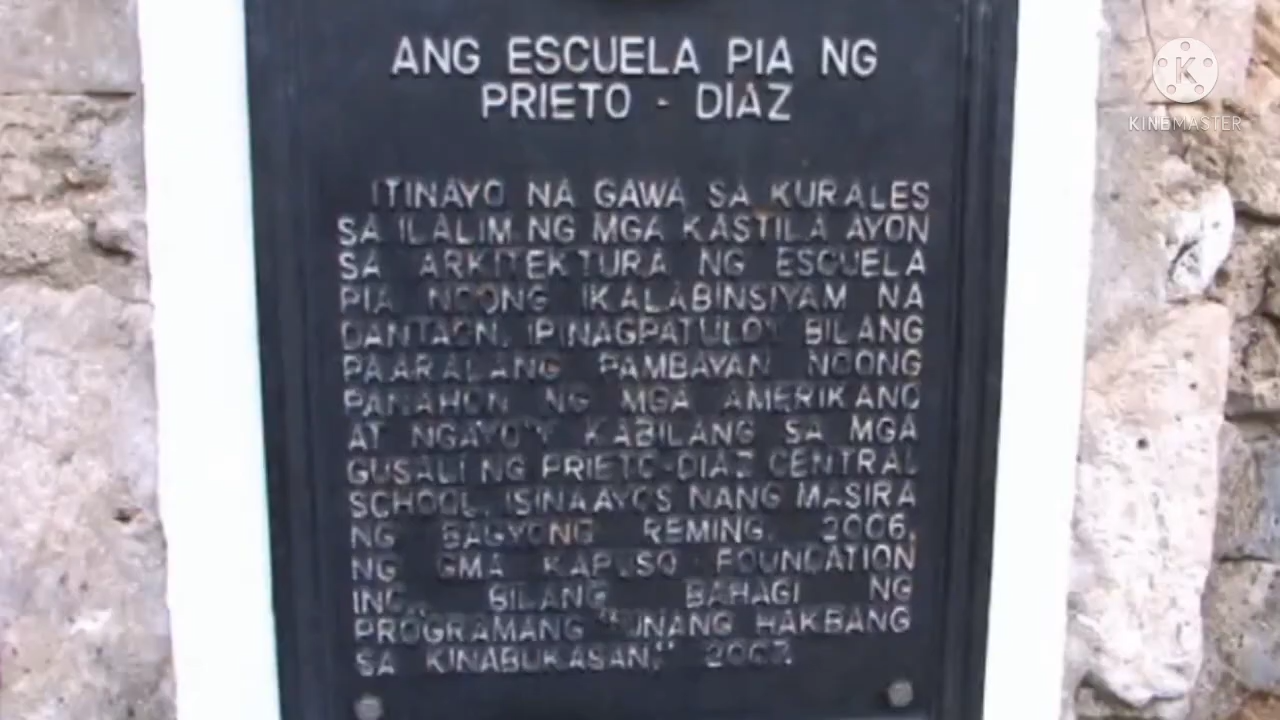 ANG ESCUELA PIA NG
PRIETO - DIAZ
ITINAYO NA GAWA SA KURALES
SA ILALIM NG MGA KASTILA AYON
SA ARKITEKTURA NG ESCUELA
PIA NOONG IKALABINSIYAM NA
DANTAON. IPINAGPATULOY BILANG
PAARALANG PAMBAYAN NOONG
PANAHON NG MGA AMERIKANO
AT NGAYO'Y KABILANG SA MGA
GUSALI NG PRIETO-DIAZ CENTRAL
SCHOOL. ISINAAYOS NANG MASIRA
NG BAGYONG REMING, 2006,
NG GMA KAPUSO FOUNDATION
INC., BILANG BAHAGI NG
PROGRAMANG "UNANG HAKBANG
SA KINABUKASAN," 2007.
K
KINEMASTER